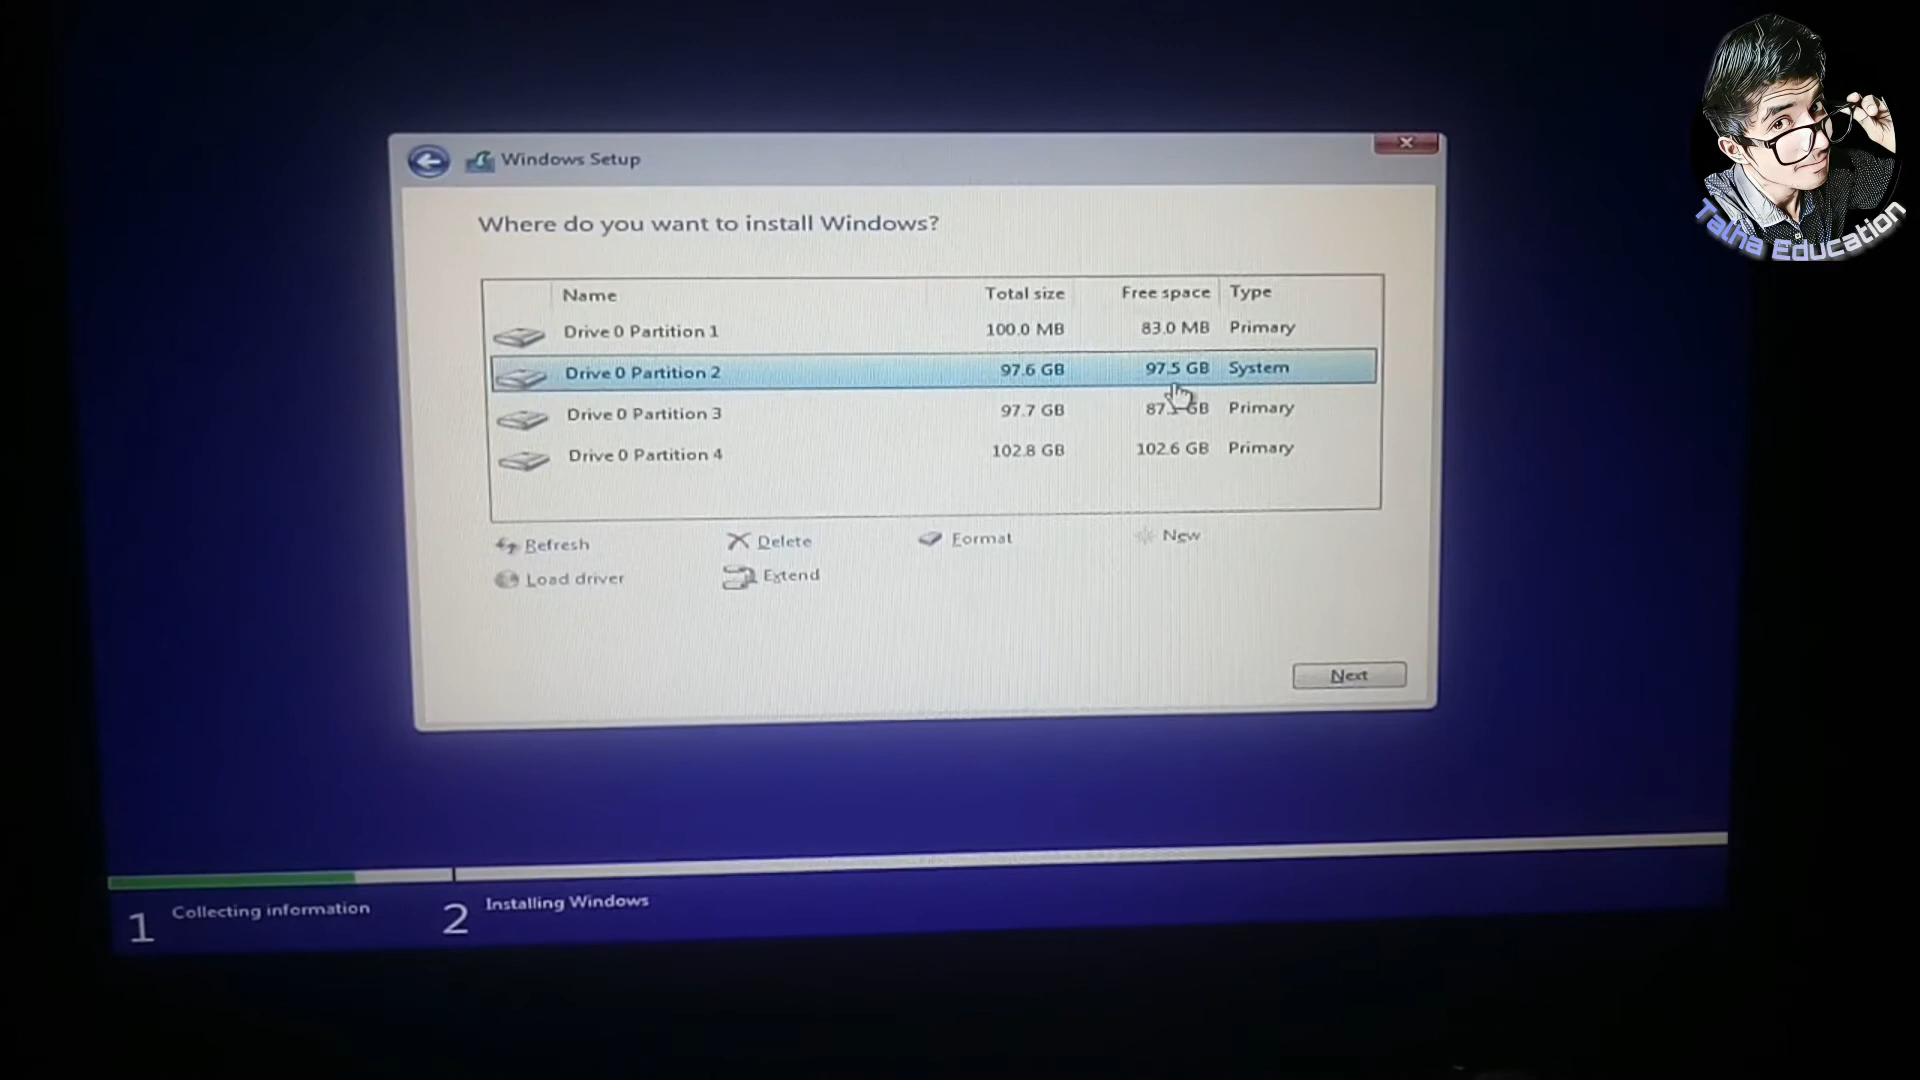 Talha Education
Windows Setup
Where do you want to install Windows?
Name Total size Free space Type
Drive 0 Partition 1 100.0 MB 83.0 MB Primary
Drive 0 Partition 2 97.6 GB 97.5 GB System
Drive 0 Partition 3 97.7 GB GB Primary
Drive 0 Partition 4 102.8 GB 102.6 GB Primary
Refresh Delete Format New
Load driver Extend
Next
1 Collecting information 2 Installing Windows